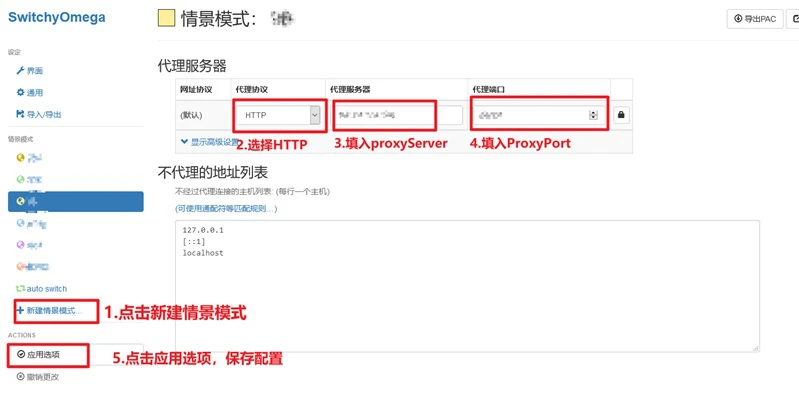 SwitchyOmega
情景模式：
导出PAC
设定
界面
通用
导入/导出
情景模式
auto switch
新建情景模式...
1.点击新建情景模式
ACTIONS
应用选项
5.点击应用选项，保存配置
撤销更改
代理服务器
网址协议 代理协议 代理服务器 代理端口
(默认) HTTP
显示高级设置
2.选择HTTP 3.填入proxyServer 4.填入ProxyPort
不代理的地址列表
不经过代理连接的主机列表: (每行一个主机)
(可使用通配符等匹配规则...)
127.0.0.1
[::1]
localhost